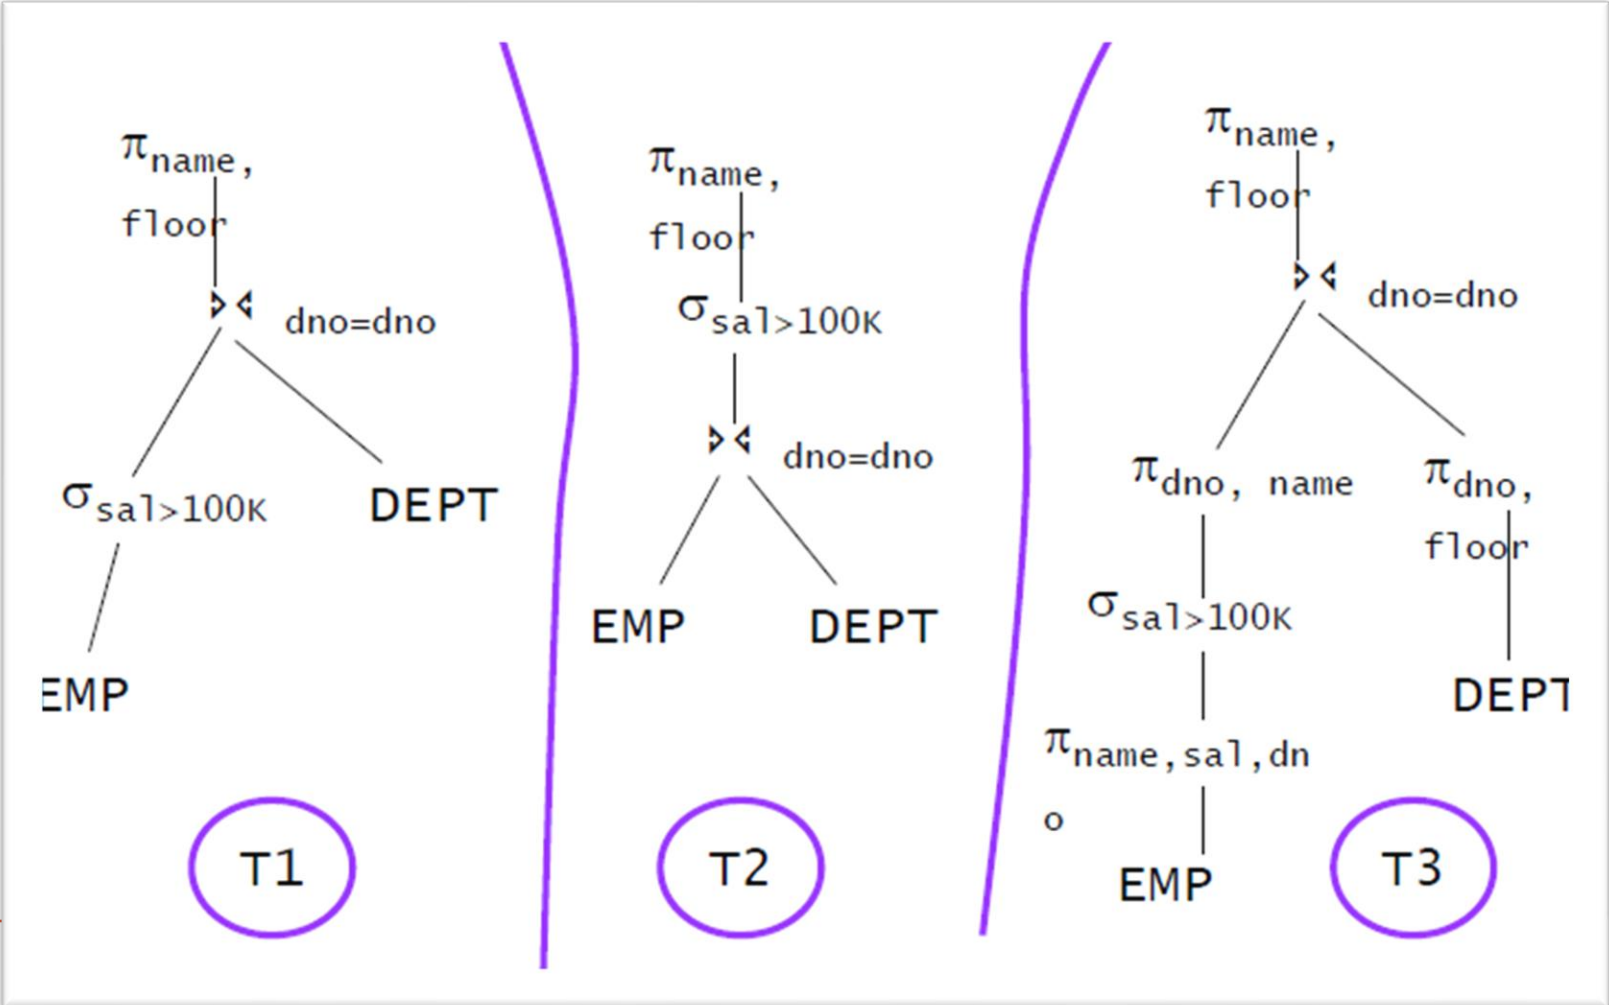 πname,
floor
⋈ dno=dno
σsal>100K
DEPT
EMP
T1
πname,
floor
σsal>100K
⋈ dno=dno
EMP DEPT
T2
πname,
floor
⋈ dno=dno
πdno, name
πdno,
floor
σsal>100K
DEPT
πname,sal,dn
o
EMP
T3